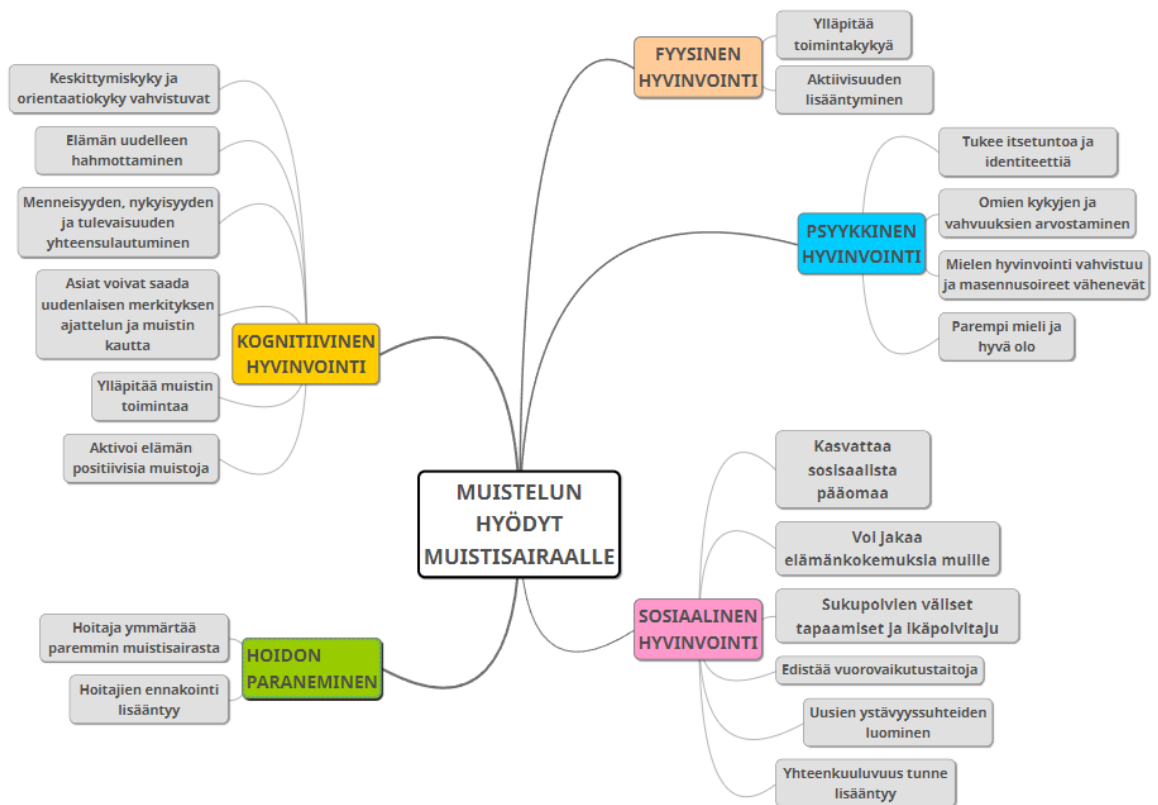 FYYSINEN
HYVINVOINTI
Ylläpitää
toimintakykyä
Aktiivisuuden
lisääntyminen
PSYYKKINEN
HYVINVOINTI
Tukee itsetuntoa ja
identiteettiä
Omien kykyjen ja
vahvuuksien arvostaminen
Mielen hyvinvointi vahvistuu
ja masennusoireet vähenevät
Parempi mieli ja
hyvä olo
KOGNITIIVINEN
HYVINVOINTI
Keskittymiskyky ja
orientaatiokyky vahvistuvat
Elämän uudelleen
hahmottaminen
Menneisyyden, nykyisyyden
ja tulevaisuuden
yhteensulautuminen
Asiat voivat saada
uudenlaisen merkityksen
ajattelun ja muistin
kautta
Ylläpitää muistin
toimintaa
Aktivoi elämän
positiivisia muistoja
MUISTELUN
HYÖDYT
MUISTISAIRAALLE
SOSIAALINEN
HYVINVOINTI
Kasvattaa
sosisaalista
pääomaa
Voi jakaa
elämänkokemuksia muille
Sukupolvien väliset
tapaamiset ja ikäpolvitaju
Edistää vuorovaikutustaitoja
Uusien ystävyyssuhteiden
luominen
Yhteenkuuluvuus tunne
lisääntyy
HOIDON
PARANEMINEN
Hoitaja ymmärtää
paremmin muistisairasta
Hoitajien ennakointi
lisääntyy